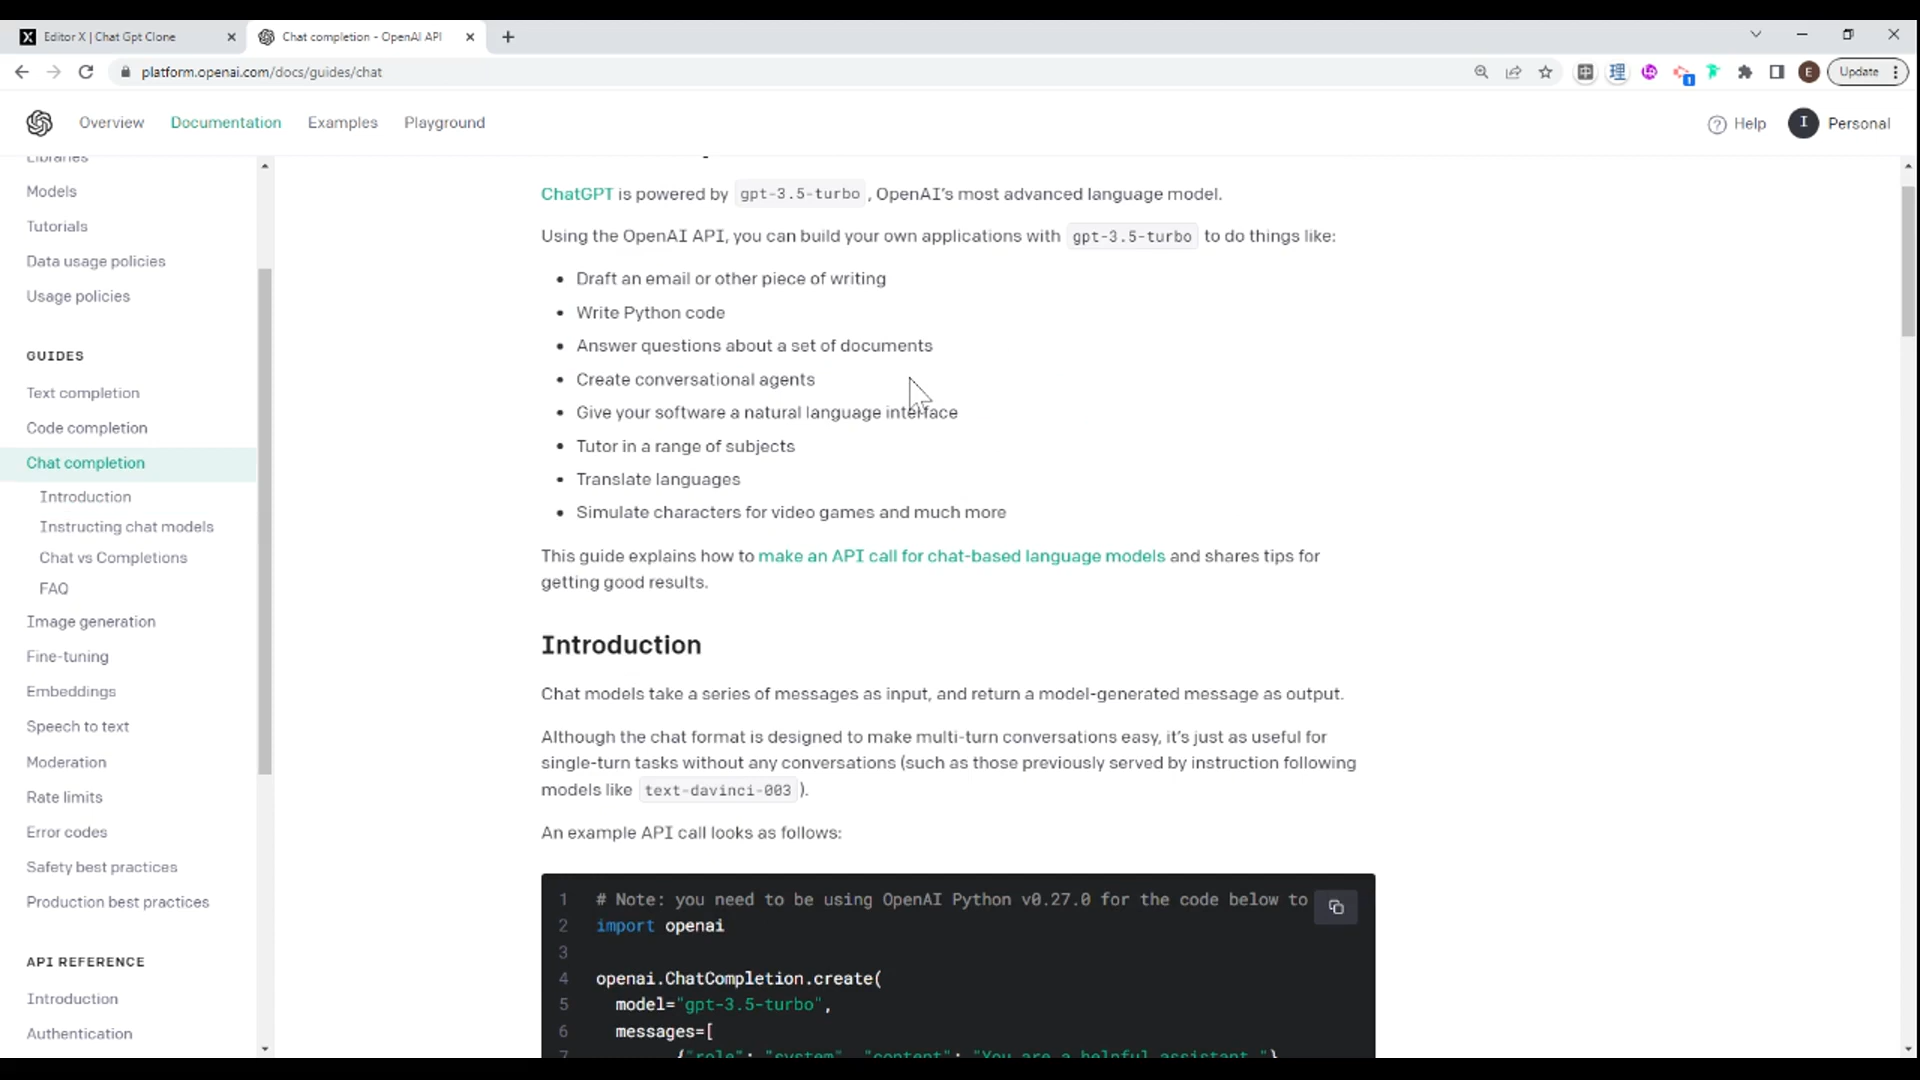 Editor X | Chat Gpt Clone
Chat completion - OpenAI API
platform.openai.com/docs/guides/chat
理
1
E
Update
Overview
Documentation
Examples
Playground
Help
I
Personal
Libraries
Models
Tutorials
Data usage policies
Usage policies
GUIDES
Text completion
Code completion
Chat completion
Introduction
Instructing chat models
Chat vs Completions
FAQ
Image generation
Fine-tuning
Embeddings
Speech to text
Moderation
Rate limits
Error codes
Safety best practices
Production best practices
API REFERENCE
Introduction
Authentication
ChatGPT is powered by gpt-3.5-turbo, OpenAI's most advanced language model.
Using the OpenAI API, you can build your own applications with gpt-3.5-turbo to do things like:
• Draft an email or other piece of writing
• Write Python code
• Answer questions about a set of documents
• Create conversational agents
• Give your software a natural language interface
• Tutor in a range of subjects
• Translate languages
• Simulate characters for video games and much more
This guide explains how to make an API call for chat-based language models and shares tips for
getting good results.
Introduction
Chat models take a series of messages as input, and return a model-generated message as output.
Although the chat format is designed to make multi-turn conversations easy, it's just as useful for
single-turn tasks without any conversations (such as those previously served by instruction following
models like text-davinci-003 ).
An example API call looks as follows:
1 # Note: you need to be using OpenAI Python v0.27.0 for the code below to
2 import openai
3
4 openai.ChatCompletion.create(
5 model="gpt-3.5-turbo",
6 messages=[
7 {"role": "system", "content": "You are a helpful assistant."}